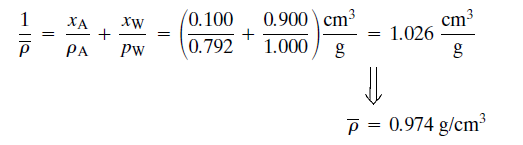 1/ρ̅ = x_A/ρ_A + x_W/p_W = (0.100/0.792 + 0.900/1.000) cm³/g = 1.026 cm³/g
⇓
ρ̅ = 0.974 g/cm³